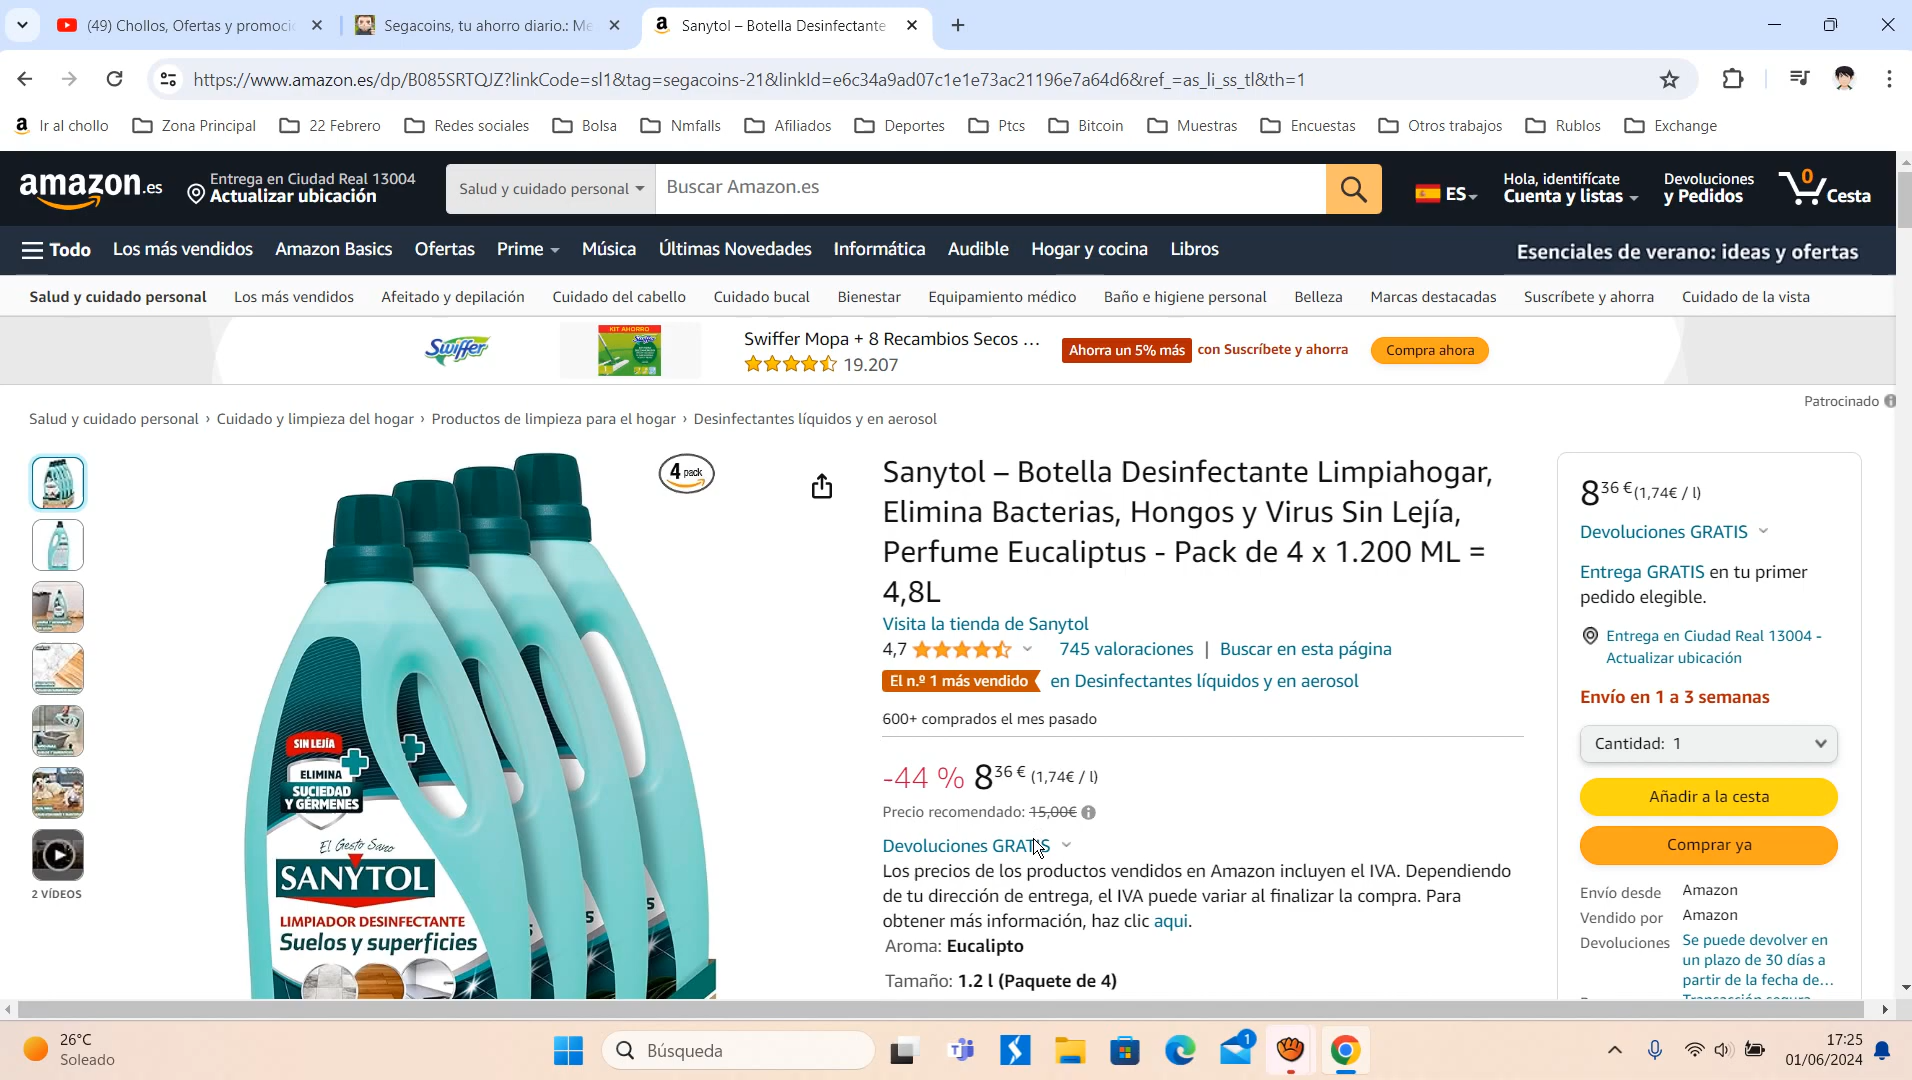 (49) Chollos, Ofertas y promocio
Segacoins, tu ahorro diario.: Me
Sanytol – Botella Desinfectante
https://www.amazon.es/dp/B085SRTQJZ?linkCode=sl1&tag=segacoins-21&linkId=e6c34a9ad07c1e1e73ac21196e7a64d6&ref_=as_li_ss_tl&th=1
Ir al chollo Zona Principal 22 Febrero Redes sociales Bolsa Nmfalls Afiliados Deportes Ptcs Bitcoin Muestras Encuestas Otros trabajos Rublos Exchange
amazon.es
Entrega en Ciudad Real 13004
Actualizar ubicación
Salud y cuidado personal
Buscar Amazon.es
ES
Hola, identifícate
Cuenta y listas
Devoluciones
y Pedidos
0
Cesta
Todo Los más vendidos Amazon Basics Ofertas Prime Música Últimas Novedades Informática Audible Hogar y cocina Libros
Esenciales de verano: ideas y ofertas
Salud y cuidado personal Los más vendidos Afeitado y depilación Cuidado del cabello Cuidado bucal Bienestar Equipamiento médico Baño e higiene personal Belleza Marcas destacadas Suscríbete y ahorra Cuidado de la vista
Swiffer
KIT AHORRO
Swiffer Mopa + 8 Recambios Secos ...
19.207
Ahorra un 5% más con Suscríbete y ahorra
Compra ahora
Patrocinado
Salud y cuidado personal › Cuidado y limpieza del hogar › Productos de limpieza para el hogar › Desinfectantes líquidos y en aerosol
2 VÍDEOS
4 pack
SIN LEJÍA
ELIMINA
SUCIEDAD
Y GÉRMENES
El Gesto Sano
SANYTOL
LIMPIADOR DESINFECTANTE
Suelos y superficies
Sanytol – Botella Desinfectante Limpiahogar,
Elimina Bacterias, Hongos y Virus Sin Lejía,
Perfume Eucaliptus - Pack de 4 x 1.200 ML =
4,8L
Visita la tienda de Sanytol
4,7 745 valoraciones | Buscar en esta página
El n.º 1 más vendido en Desinfectantes líquidos y en aerosol
600+ comprados el mes pasado
-44 % 8³⁶ € (1,74€ / l)
Precio recomendado: 15,00€
Devoluciones GRATIS
Los precios de los productos vendidos en Amazon incluyen el IVA. Dependiendo
de tu dirección de entrega, el IVA puede variar al finalizar la compra. Para
obtener más información, haz clic aqui.
Aroma: Eucalipto
Tamaño: 1.2 l (Paquete de 4)
8³⁶ € (1,74€ / l)
Devoluciones GRATIS
Entrega GRATIS en tu primer
pedido elegible.
Entrega en Ciudad Real 13004 -
Actualizar ubicación
Envío en 1 a 3 semanas
Cantidad: 1
Añadir a la cesta
Comprar ya
Envío desde Amazon
Vendido por Amazon
Devoluciones Se puede devolver en
un plazo de 30 días a
partir de la fecha de...
26°C
Soleado
Búsqueda
1
17:25
01/06/2024